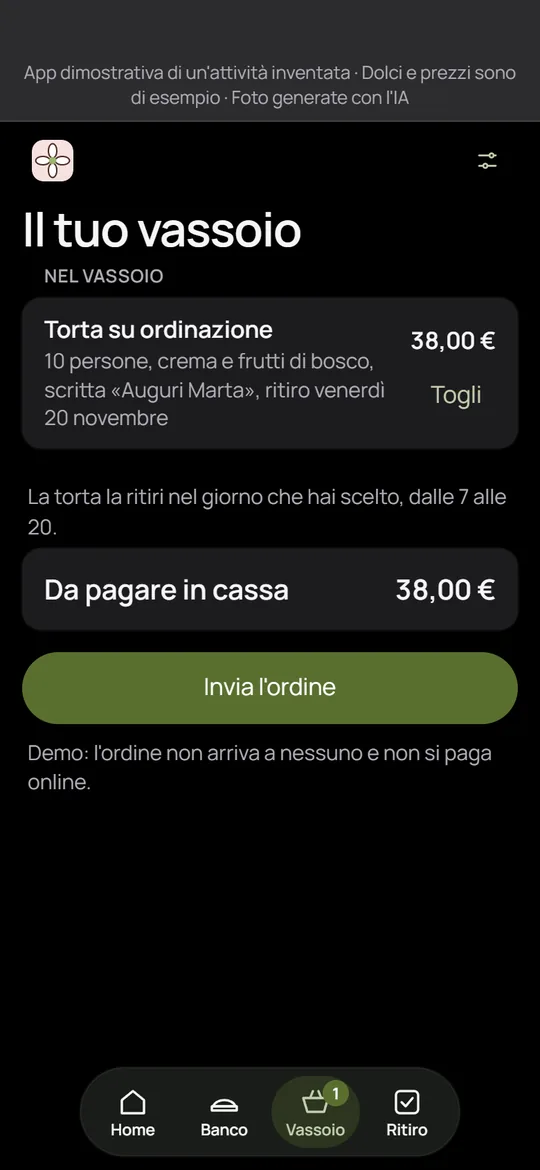 App dimostrativa di un'attività inventata · Dolci e prezzi sono
di esempio · Foto generate con l'IA
Il tuo vassoio
NEL VASSOIO
Torta su ordinazione
38,00 €
10 persone, crema e frutti di bosco,
scritta «Auguri Marta», ritiro venerdì
20 novembre
Togli
La torta la ritiri nel giorno che hai scelto, dalle 7 alle
20.
Da pagare in cassa 38,00 €
Invia l'ordine
Demo: l'ordine non arriva a nessuno e non si paga
online.
1
Home Banco Vassoio Ritiro